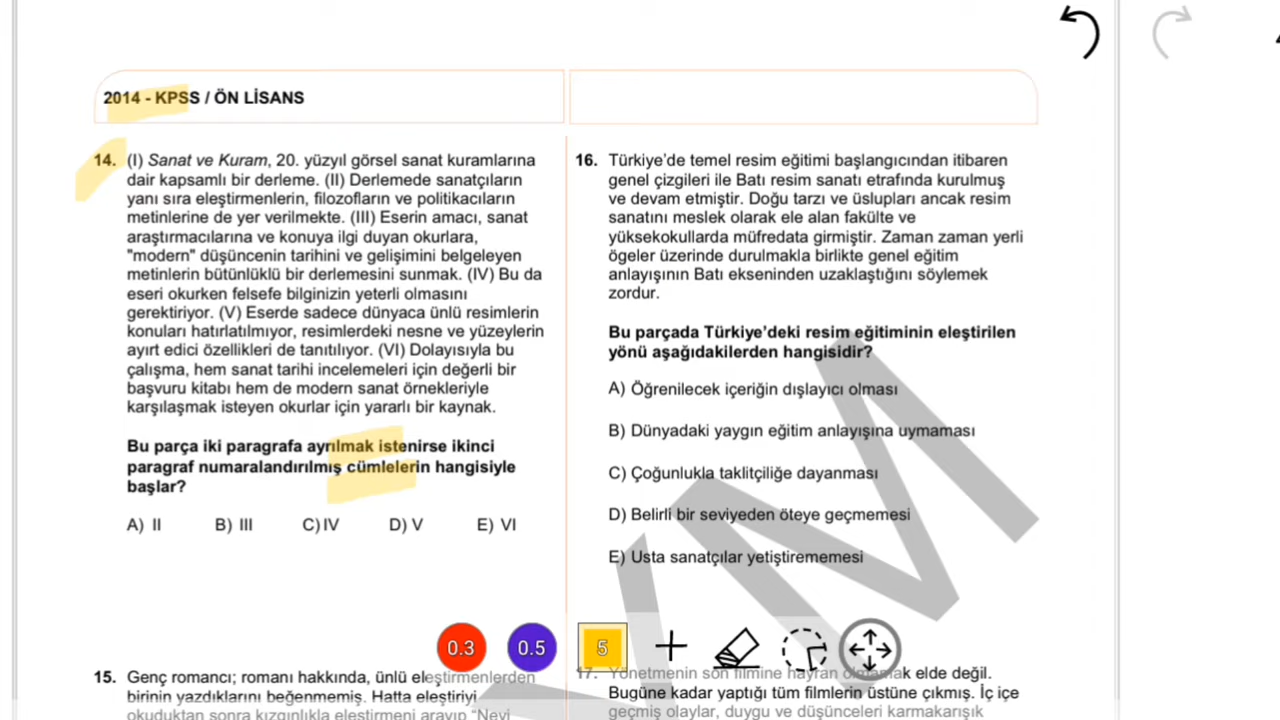 2014 - KPSS / ÖN LİSANS
14. (I) Sanat ve Kuram, 20. yüzyıl görsel sanat kuramlarına
dair kapsamlı bir derleme. (II) Derlemede sanatçıların
yanı sıra eleştirmenlerin, filozofların ve politikacıların
metinlerine de yer verilmekte. (III) Eserin amacı, sanat
araştırmacılarına ve konuya ilgi duyan okurlara,
"modern" düşüncenin tarihini ve gelişimini belgeleyen
metinlerin bütünlüklü bir derlemesini sunmak. (IV) Bu da
eseri okurken felsefe bilginizin yeterli olmasını
gerektiriyor. (V) Eserde sadece dünyaca ünlü resimlerin
konuları hatırlatılmıyor, resimlerdeki nesne ve yüzeylerin
ayırt edici özellikleri de tanıtılıyor. (VI) Dolayısıyla bu
çalışma, hem sanat tarihi incelemeleri için değerli bir
başvuru kitabı hem de modern sanat örnekleriyle
karşılaşmak isteyen okurlar için yararlı bir kaynak.
Bu parça iki paragrafa ayrılmak istenirse ikinci
paragraf numaralandırılmış cümlelerin hangisiyle
başlar?
A) II B) III C) IV D) V E) VI
15. Genç romancı; romanı hakkında, ünlü eleştirmenlerden
birinin yazdıklarını beğenmemiş. Hatta eleştiriyi
okuduktan sonra kızgınlıkla eleştirmeni arayıp "Neyi
16. Türkiye'de temel resim eğitimi başlangıcından itibaren
genel çizgileri ile Batı resim sanatı etrafında kurulmuş
ve devam etmiştir. Doğu tarzı ve üslupları ancak resim
sanatını meslek olarak ele alan fakülte ve
yüksekokullarda müfredata girmiştir. Zaman zaman yerli
ögeler üzerinde durulmakla birlikte genel eğitim
anlayışının Batı ekseninden uzaklaştığını söylemek
zordur.
Bu parçada Türkiye'deki resim eğitiminin eleştirilen
yönü aşağıdakilerden hangisidir?
A) Öğrenilecek içeriğin dışlayıcı olması
B) Dünyadaki yaygın eğitim anlayışına uymaması
C) Çoğunlukla taklitçiliğe dayanması
D) Belirli bir seviyeden öteye geçmemesi
E) Usta sanatçılar yetiştirememesi
17. Yönetmenin son filmine hayran olmamak elde değil.
Bugüne kadar yaptığı tüm filmlerin üstüne çıkmış. İç içe
geçmiş olaylar, duygu ve düşünceleri karmakarışık
0.3 0.5 5
YM